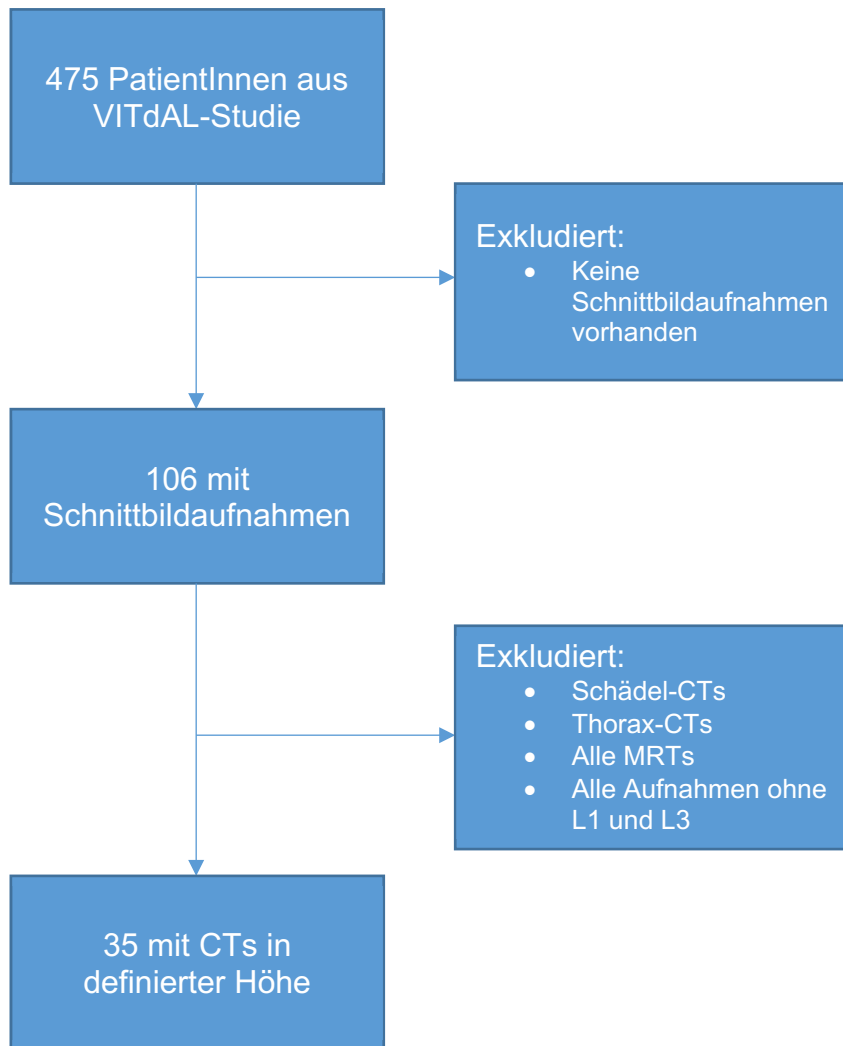 475 PatientInnen aus
VITdAL-Studie
Exkludiert:
• Keine
Schnittbildaufnahmen
vorhanden
106 mit
Schnittbildaufnahmen
Exkludiert:
• Schädel-CTs
• Thorax-CTs
• Alle MRTs
• Alle Aufnahmen ohne
L1 und L3
35 mit CTs in
definierter Höhe